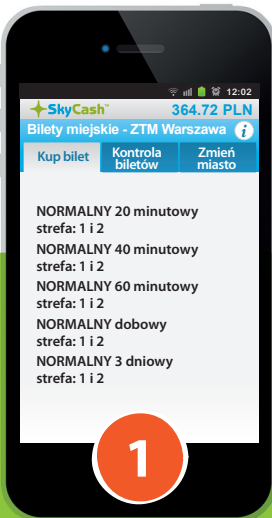 12:02
SkyCash™ 364.72 PLN
Bilety miejskie - ZTM Warszawa i
Kup bilet Kontrola biletów Zmień miasto
NORMALNY 20 minutowy
strefa: 1 i 2
NORMALNY 40 minutowy
strefa: 1 i 2
NORMALNY 60 minutowy
strefa: 1 i 2
NORMALNY dobowy
strefa: 1 i 2
NORMALNY 3 dniowy
strefa: 1 i 2
1